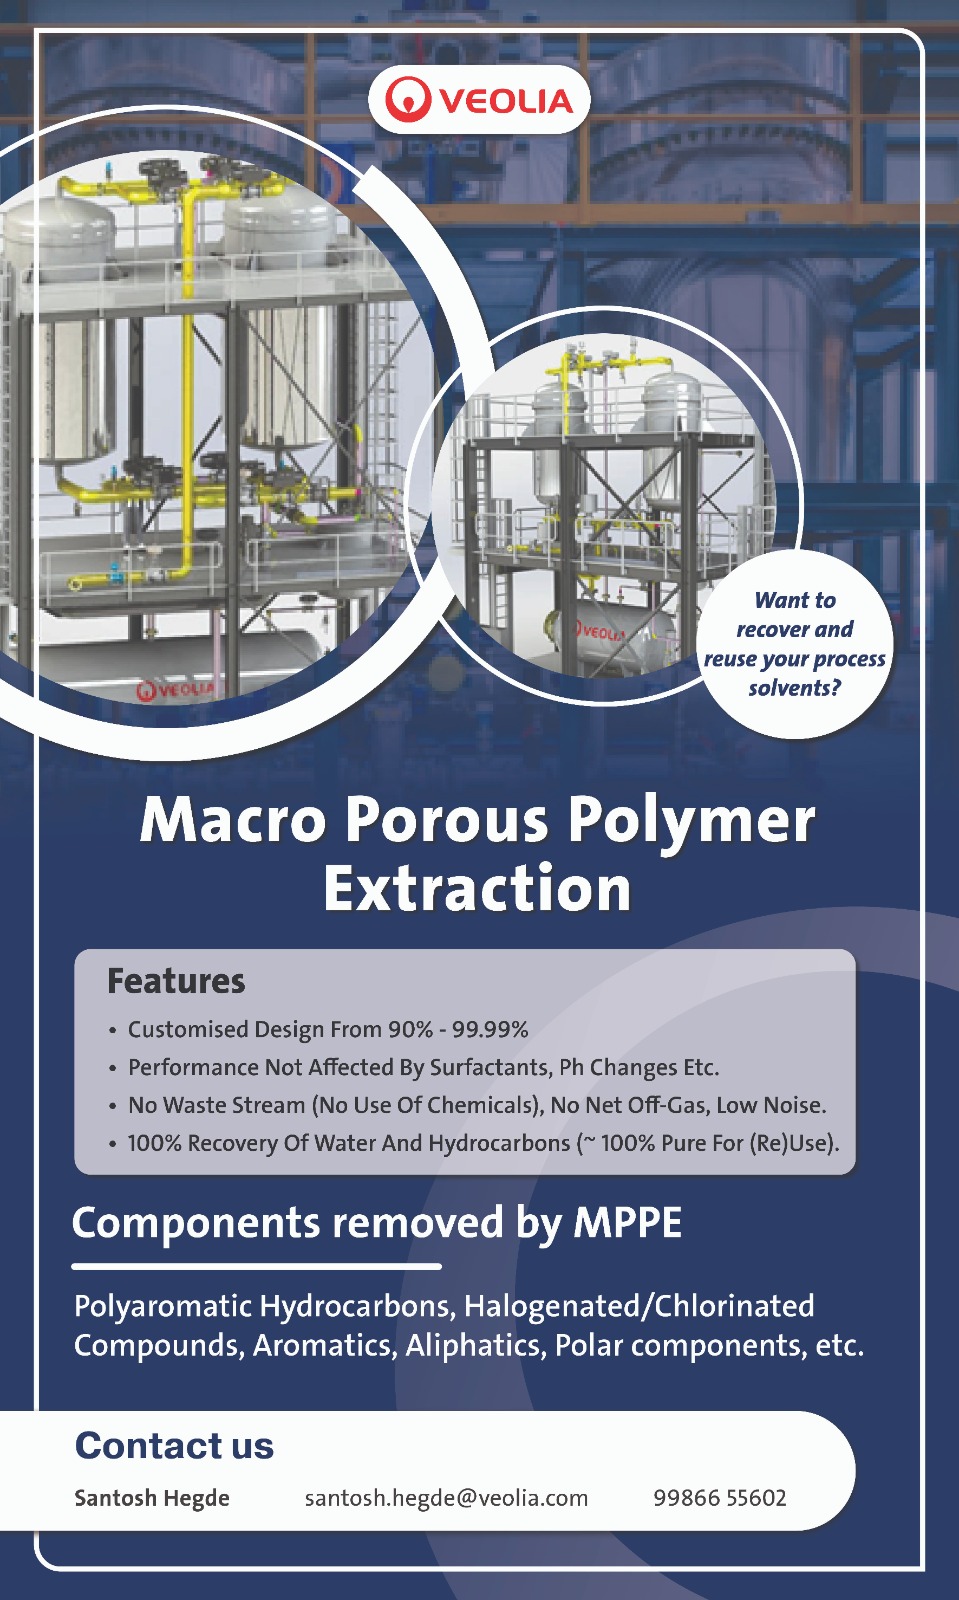 VEOLIA
VEOLIA
VEOLIA
Want to
recover and
reuse your process
solvents?
Macro Porous Polymer
Extraction
Features
• Customised Design From 90% - 99.99%
• Performance Not Affected By Surfactants, Ph Changes Etc.
• No Waste Stream (No Use Of Chemicals), No Net Off-Gas, Low Noise.
• 100% Recovery Of Water And Hydrocarbons (~ 100% Pure For (Re)Use).
Components removed by MPPE
Polyaromatic Hydrocarbons, Halogenated/Chlorinated
Compounds, Aromatics, Aliphatics, Polar components, etc.
Contact us
Santosh Hegde santosh.hegde@veolia.com 99866 55602